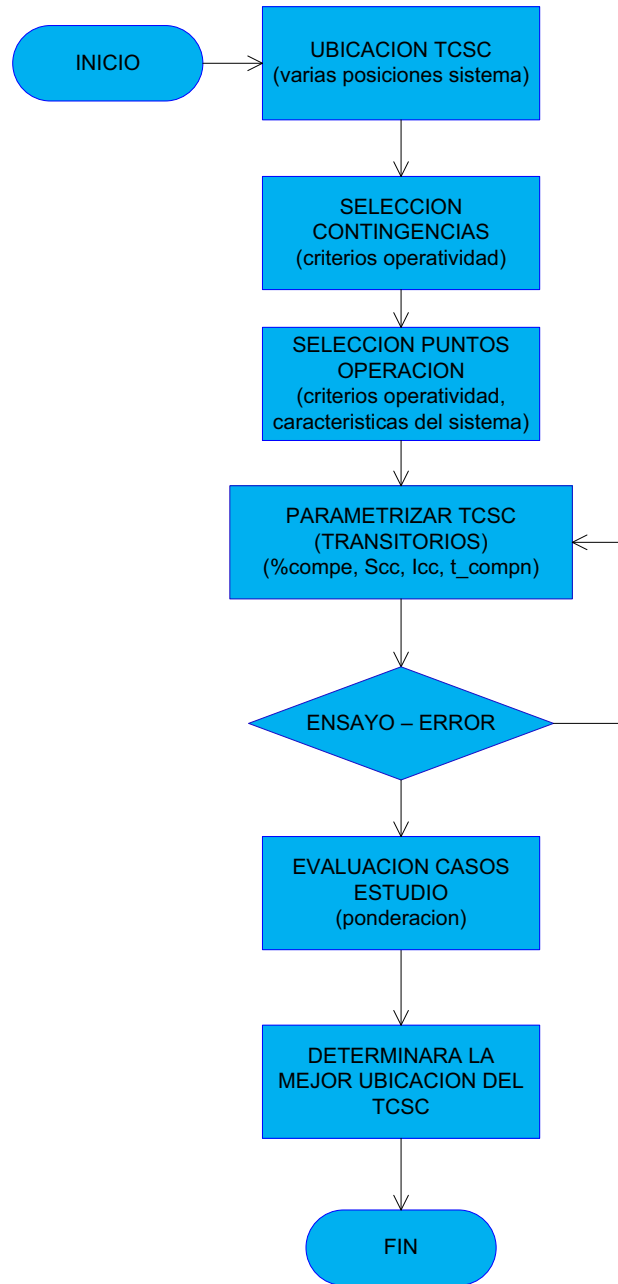 INICIO
UBICACION TCSC
(varias posiciones sistema)
SELECCION
CONTINGENCIAS
(criterios operatividad)
SELECCION PUNTOS
OPERACION
(criterios operatividad,
caracteristicas del sistema)
PARAMETRIZAR TCSC
(TRANSITORIOS)
(%compe, Scc, Icc, t_compn)
ENSAYO – ERROR
EVALUACION CASOS
ESTUDIO
(ponderacion)
DETERMINARA LA
MEJOR UBICACION DEL
TCSC
FIN